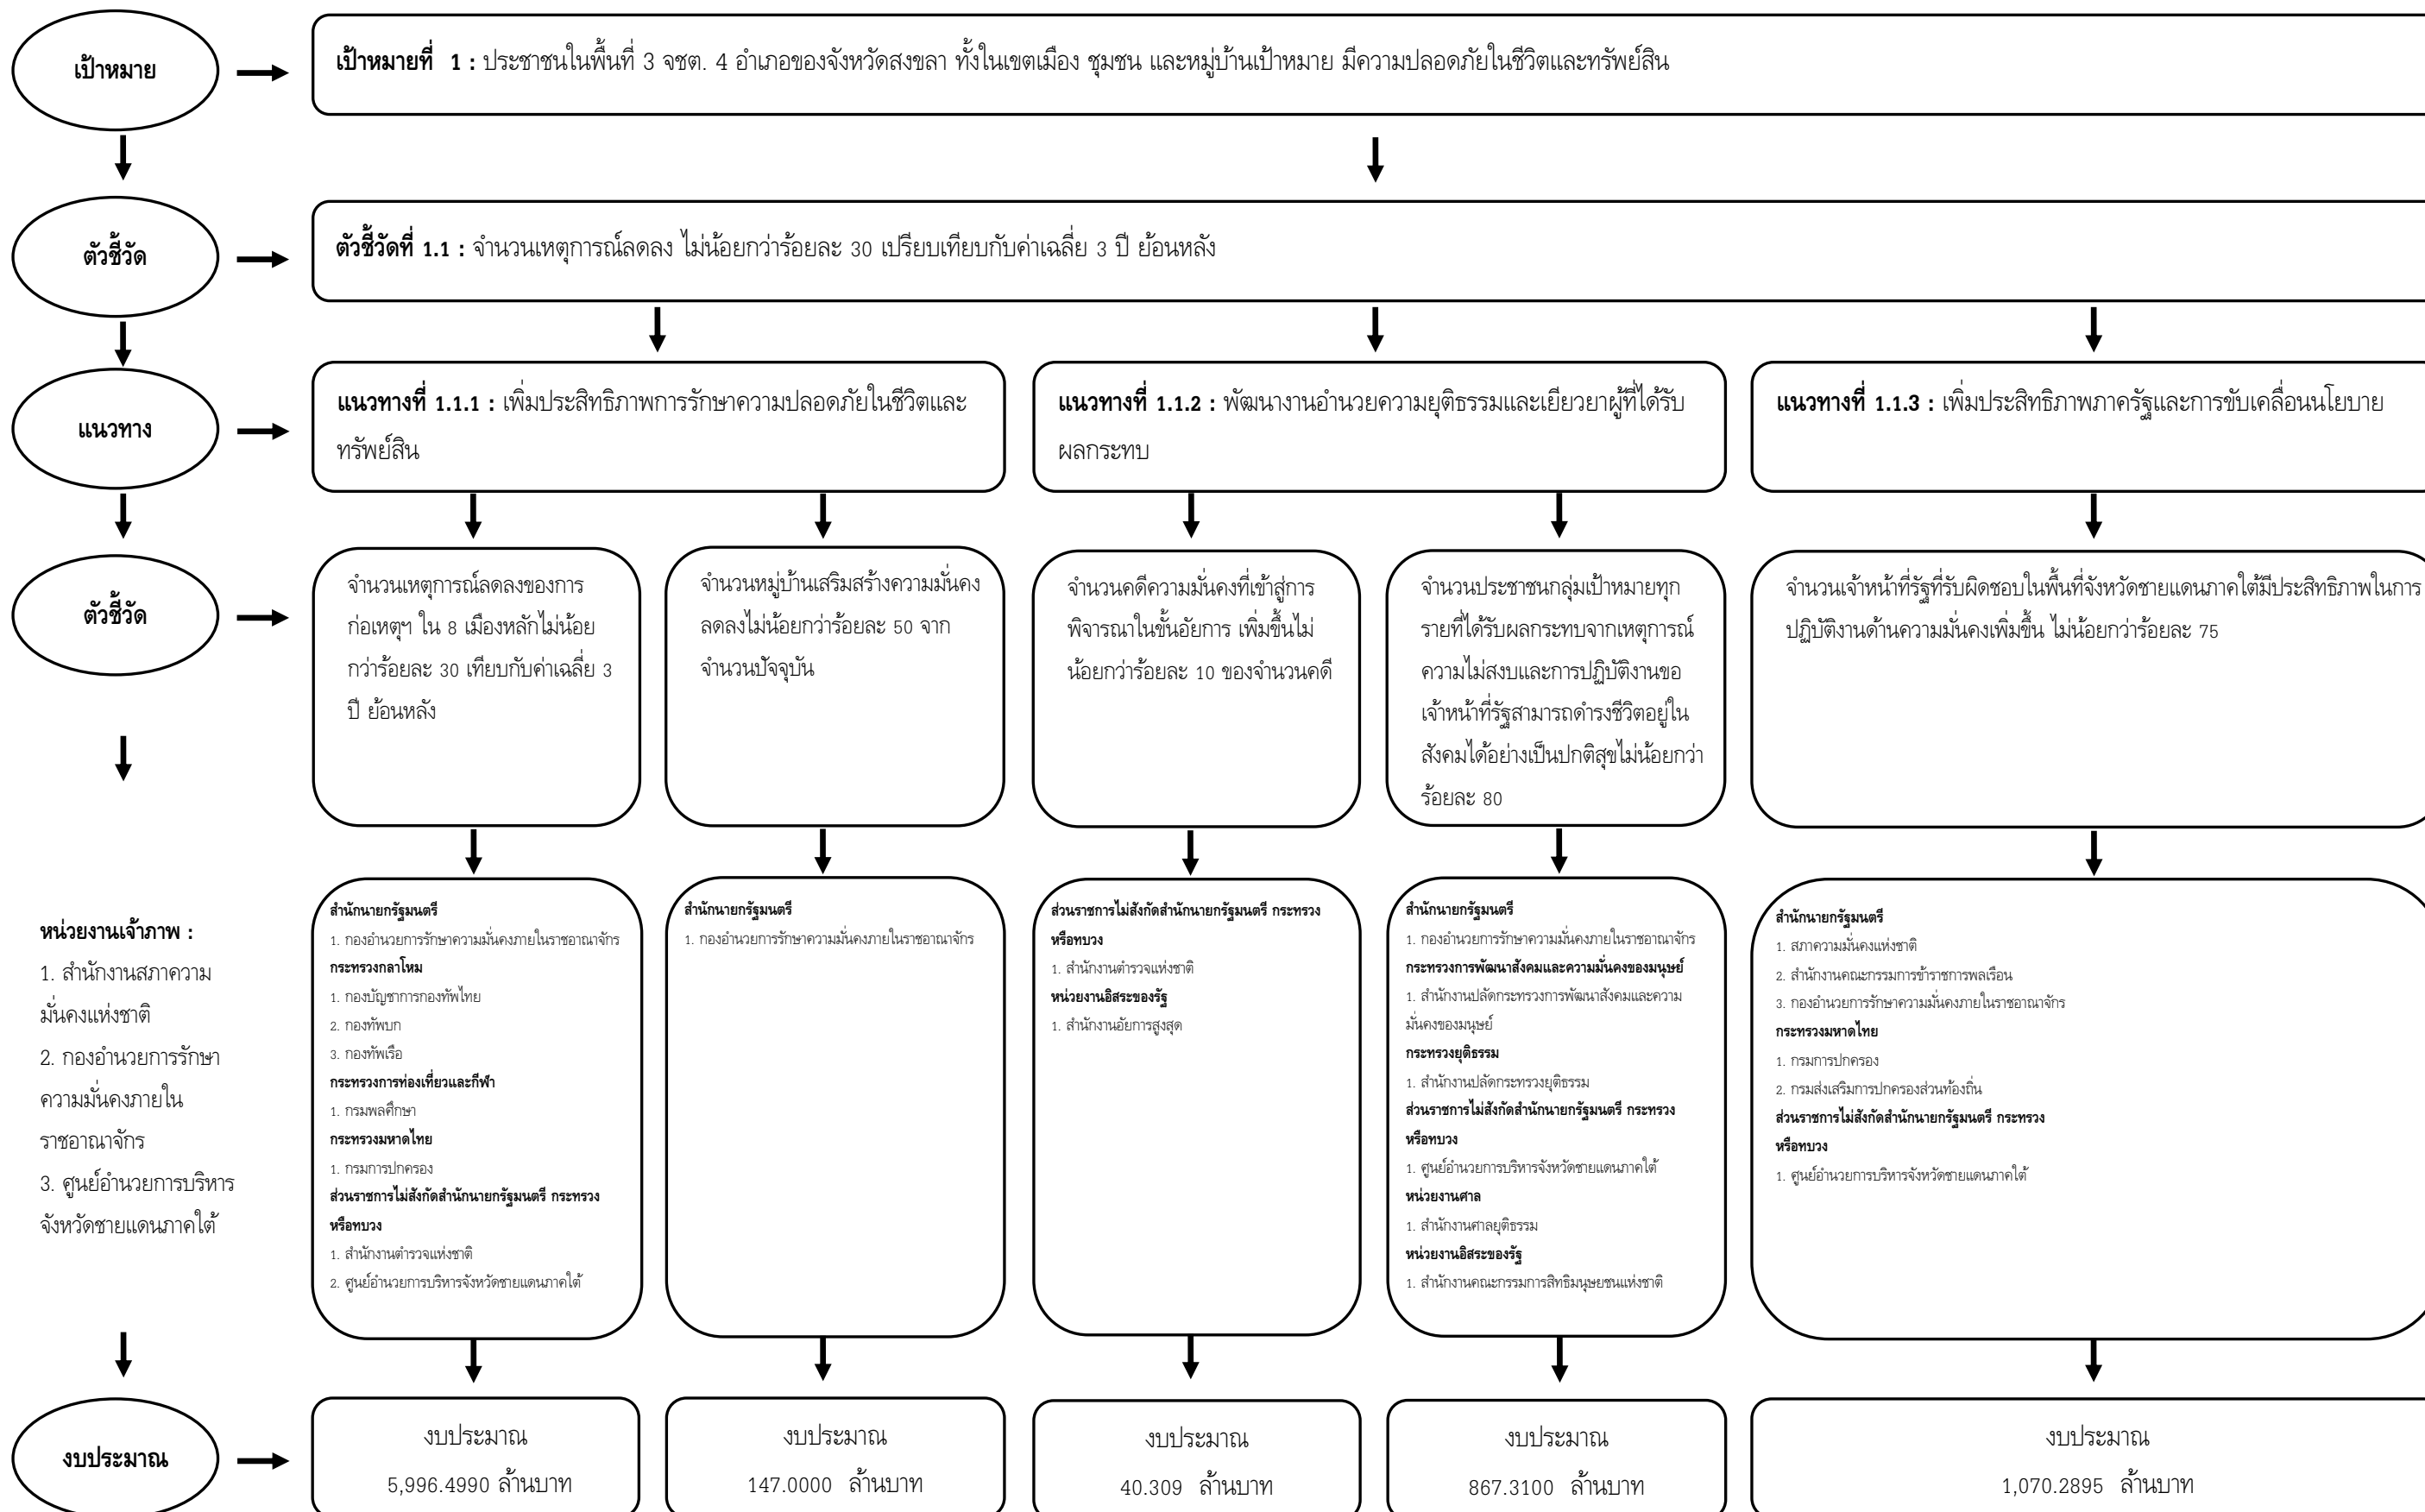 เป้าหมาย
เป้าหมายที่ 1 : ประชาชนในพื้นที่ 3 จชต. 4 อำเภอของจังหวัดสงขลา ทั้งในเขตเมือง ชุมชน และหมู่บ้านเป้าหมาย มีความปลอดภัยในชีวิตและทรัพย์สิน
ตัวชี้วัด
ตัวชี้วัดที่ 1.1 : จำนวนเหตุการณ์ลดลง ไม่น้อยกว่าร้อยละ 30 เปรียบเทียบกับค่าเฉลี่ย 3 ปี ย้อนหลัง
แนวทาง
แนวทางที่ 1.1.1 : เพิ่มประสิทธิภาพการรักษาความปลอดภัยในชีวิตและ
ทรัพย์สิน
แนวทางที่ 1.1.2 : พัฒนางานอำนวยความยุติธรรมและเยียวยาผู้ที่ได้รับ
ผลกระทบ
แนวทางที่ 1.1.3 : เพิ่มประสิทธิภาพภาครัฐและการขับเคลื่อนนโยบาย
ตัวชี้วัด
จำนวนเหตุการณ์ลดลงของการ
ก่อเหตุฯ ใน 8 เมืองหลักไม่น้อย
กว่าร้อยละ 30 เทียบกับค่าเฉลี่ย 3
ปี ย้อนหลัง
จำนวนหมู่บ้านเสริมสร้างความมั่นคง
ลดลงไม่น้อยกว่าร้อยละ 50 จาก
จำนวนปัจจุบัน
จำนวนคดีความมั่นคงที่เข้าสู่การ
พิจารณาในขั้นอัยการ เพิ่มขึ้นไม่
น้อยกว่าร้อยละ 10 ของจำนวนคดี
จำนวนประชาชนกลุ่มเป้าหมายทุก
รายที่ได้รับผลกระทบจากเหตุการณ์
ความไม่สงบและการปฏิบัติงานขอ
เจ้าหน้าที่รัฐสามารถดำรงชีวิตอยู่ใน
สังคมได้อย่างเป็นปกติสุขไม่น้อยกว่า
ร้อยละ 80
จำนวนเจ้าหน้าที่รัฐที่รับผิดชอบในพื้นที่จังหวัดชายแดนภาคใต้มีประสิทธิภาพในการ
ปฏิบัติงานด้านความมั่นคงเพิ่มขึ้น ไม่น้อยกว่าร้อยละ 75
หน่วยงานเจ้าภาพ :
1. สำนักงานสภาความ
มั่นคงแห่งชาติ
2. กองอำนวยการรักษา
ความมั่นคงภายใน
ราชอาณาจักร
3. ศูนย์อำนวยการบริหาร
จังหวัดชายแดนภาคใต้
สำนักนายกรัฐมนตรี
1. กองอำนวยการรักษาความมั่นคงภายในราชอาณาจักร
กระทรวงกลาโหม
1. กองบัญชาการกองทัพไทย
2. กองทัพบก
3. กองทัพเรือ
กระทรวงการท่องเที่ยวและกีฬา
1. กรมพลศึกษา
กระทรวงมหาดไทย
1. กรมการปกครอง
ส่วนราชการไม่สังกัดสำนักนายกรัฐมนตรี กระทรวง
หรือทบวง
1. สำนักงานตำรวจแห่งชาติ
2. ศูนย์อำนวยการบริหารจังหวัดชายแดนภาคใต้
สำนักนายกรัฐมนตรี
1. กองอำนวยการรักษาความมั่นคงภายในราชอาณาจักร
ส่วนราชการไม่สังกัดสำนักนายกรัฐมนตรี กระทรวง
หรือทบวง
1. สำนักงานตำรวจแห่งชาติ
หน่วยงานอิสระของรัฐ
1. สำนักงานอัยการสูงสุด
สำนักนายกรัฐมนตรี
1. กองอำนวยการรักษาความมั่นคงภายในราชอาณาจักร
กระทรวงการพัฒนาสังคมและความมั่นคงของมนุษย์
1. สำนักงานปลัดกระทรวงการพัฒนาสังคมและความ
มั่นคงของมนุษย์
กระทรวงยุติธรรม
1. สำนักงานปลัดกระทรวงยุติธรรม
ส่วนราชการไม่สังกัดสำนักนายกรัฐมนตรี กระทรวง
หรือทบวง
1. ศูนย์อำนวยการบริหารจังหวัดชายแดนภาคใต้
หน่วยงานศาล
1. สำนักงานศาลยุติธรรม
หน่วยงานอิสระของรัฐ
1. สำนักงานคณะกรรมการสิทธิมนุษยชนแห่งชาติ
สำนักนายกรัฐมนตรี
1. สภาความมั่นคงแห่งชาติ
2. สำนักงานคณะกรรมการข้าราชการพลเรือน
3. กองอำนวยการรักษาความมั่นคงภายในราชอาณาจักร
กระทรวงมหาดไทย
1. กรมการปกครอง
2. กรมส่งเสริมการปกครองส่วนท้องถิ่น
ส่วนราชการไม่สังกัดสำนักนายกรัฐมนตรี กระทรวง
หรือทบวง
1. ศูนย์อำนวยการบริหารจังหวัดชายแดนภาคใต้
งบประมาณ
งบประมาณ
5,996.4990 ล้านบาท
งบประมาณ
147.0000 ล้านบาท
งบประมาณ
40.309 ล้านบาท
งบประมาณ
867.3100 ล้านบาท
งบประมาณ
1,070.2895 ล้านบาท